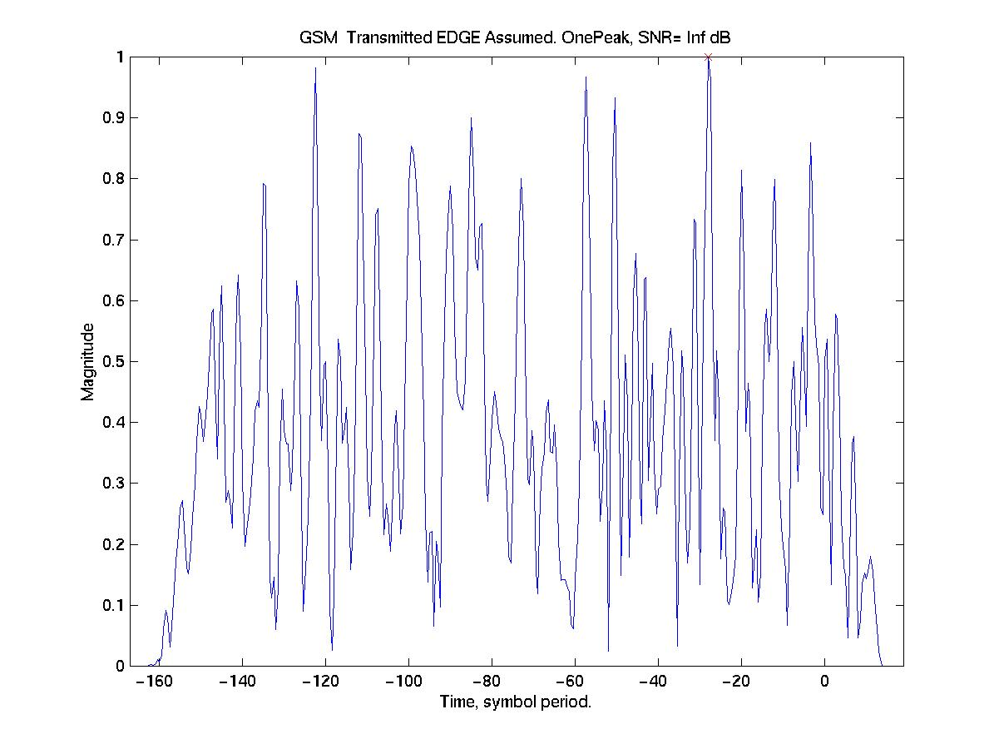 GSM  Transmitted EDGE Assumed. OnePeak, SNR= Inf dB
1
0.9
0.8
0.7
0.6
0.5
0.4
0.3
0.2
0.1
0
Magnitude
−160 −140 −120 −100 −80 −60 −40 −20 0
Time, symbol period.